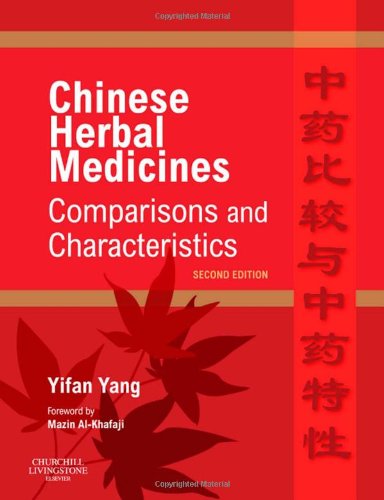 Copyrighted Material
Chinese
Herbal
Medicines
Comparisons and
Characteristics
SECOND EDITION
中药比较与中药特性
Yifan Yang
Foreword by
Mazin Al-Khafaji
CHURCHILL
LIVINGSTONE
ELSEVIER
Copyrighted Material